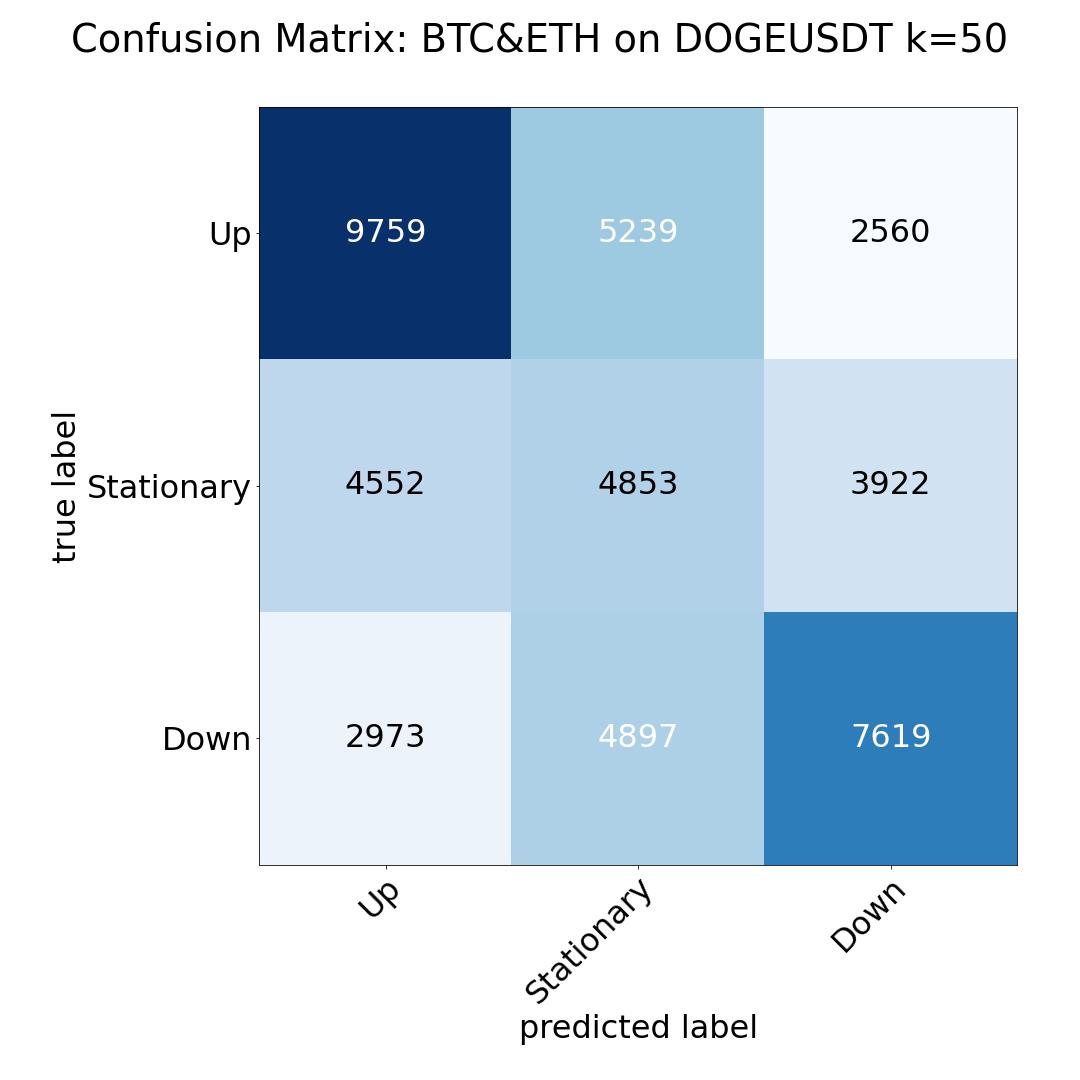 Confusion Matrix: BTC&ETH on DOGEUSDT k=50
true label
Up
9759 5239 2560
Stationary
4552 4853 3922
Down
2973 4897 7619
Up
Stationary
Down
predicted label